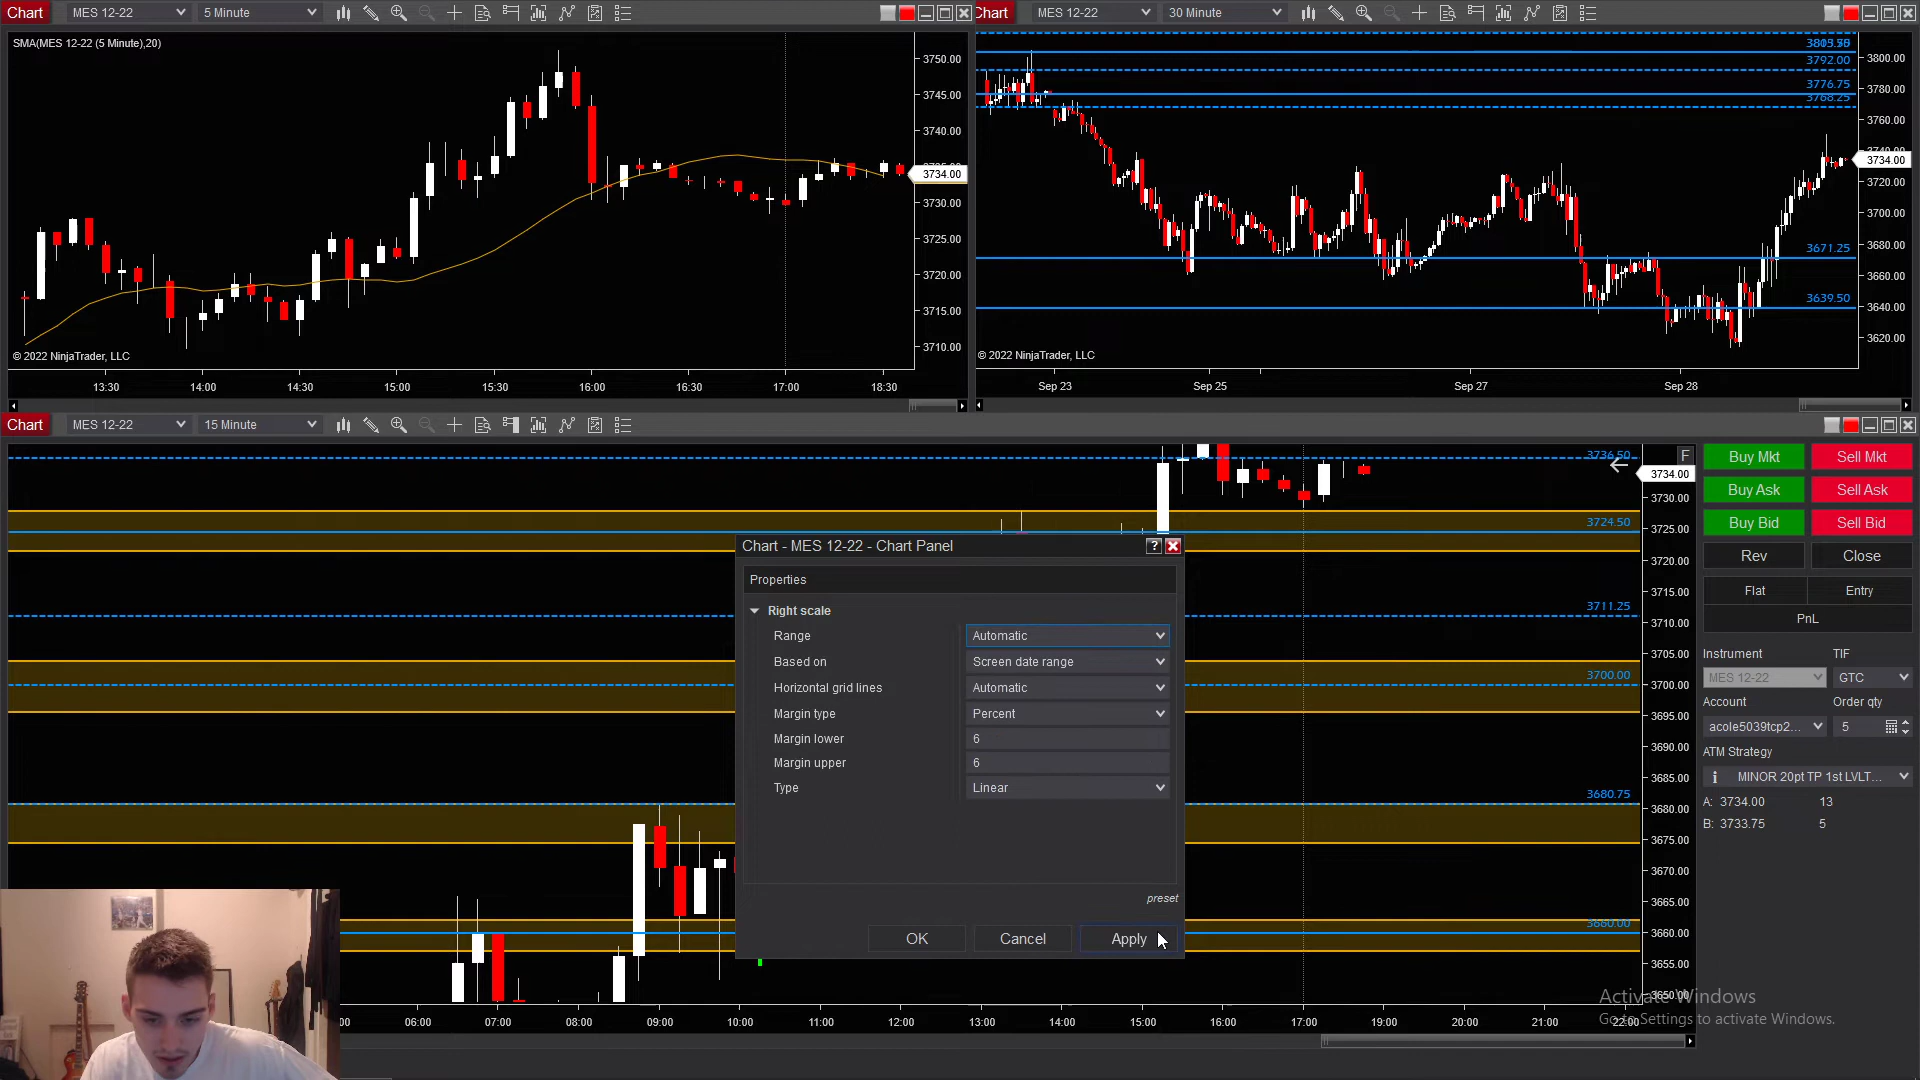 Chart MES 12-22 5 Minute
SMA(MES 12-22 (5 Minute),20)
3750.00
3745.00
3740.00
3734.00
3730.00
3725.00
3720.00
3715.00
3710.00
© 2022 NinjaTrader, LLC
13:30 14:00 14:30 15:00 15:30 16:00 16:30 17:00 18:30
Chart MES 12-22 30 Minute
3792.00
3776.75
3768.25
3671.25
3639.50
3800.00
3780.00
3760.00
3734.00
3720.00
3700.00
3680.00
3660.00
3640.00
3620.00
© 2022 NinjaTrader, LLC
Sep 23 Sep 25 Sep 27 Sep 28
Chart MES 12-22 15 Minute
3736.50
3724.50
3711.25
3700.00
3680.75
3660.00
F
3734.00
3730.00
3725.00
3720.00
3715.00
3710.00
3705.00
3700.00
3695.00
3690.00
3685.00
3680.00
3675.00
3670.00
3665.00
3660.00
3655.00
3650.00
:00 06:00 07:00 08:00 09:00 10:00 11:00 12:00 13:00 14:00 15:00 16:00 17:00 19:00 20:00 21:00 22:00
Chart - MES 12-22 - Chart Panel ?
Properties
Right scale
Range Automatic
Based on Screen date range
Horizontal grid lines Automatic
Margin type Percent
Margin lower 6
Margin upper 6
Type Linear
preset
OK Cancel Apply
Buy Mkt Sell Mkt
Buy Ask Sell Ask
Buy Bid Sell Bid
Rev Close
Flat Entry
PnL
Instrument TIF
MES 12-22 GTC
Account Order qty
acole5039tcp2... 5
ATM Strategy
i MINOR 20pt TP 1st LVLT...
A: 3734.00 13
B: 3733.75 5
Activate Windows
Go to Settings to activate Windows.